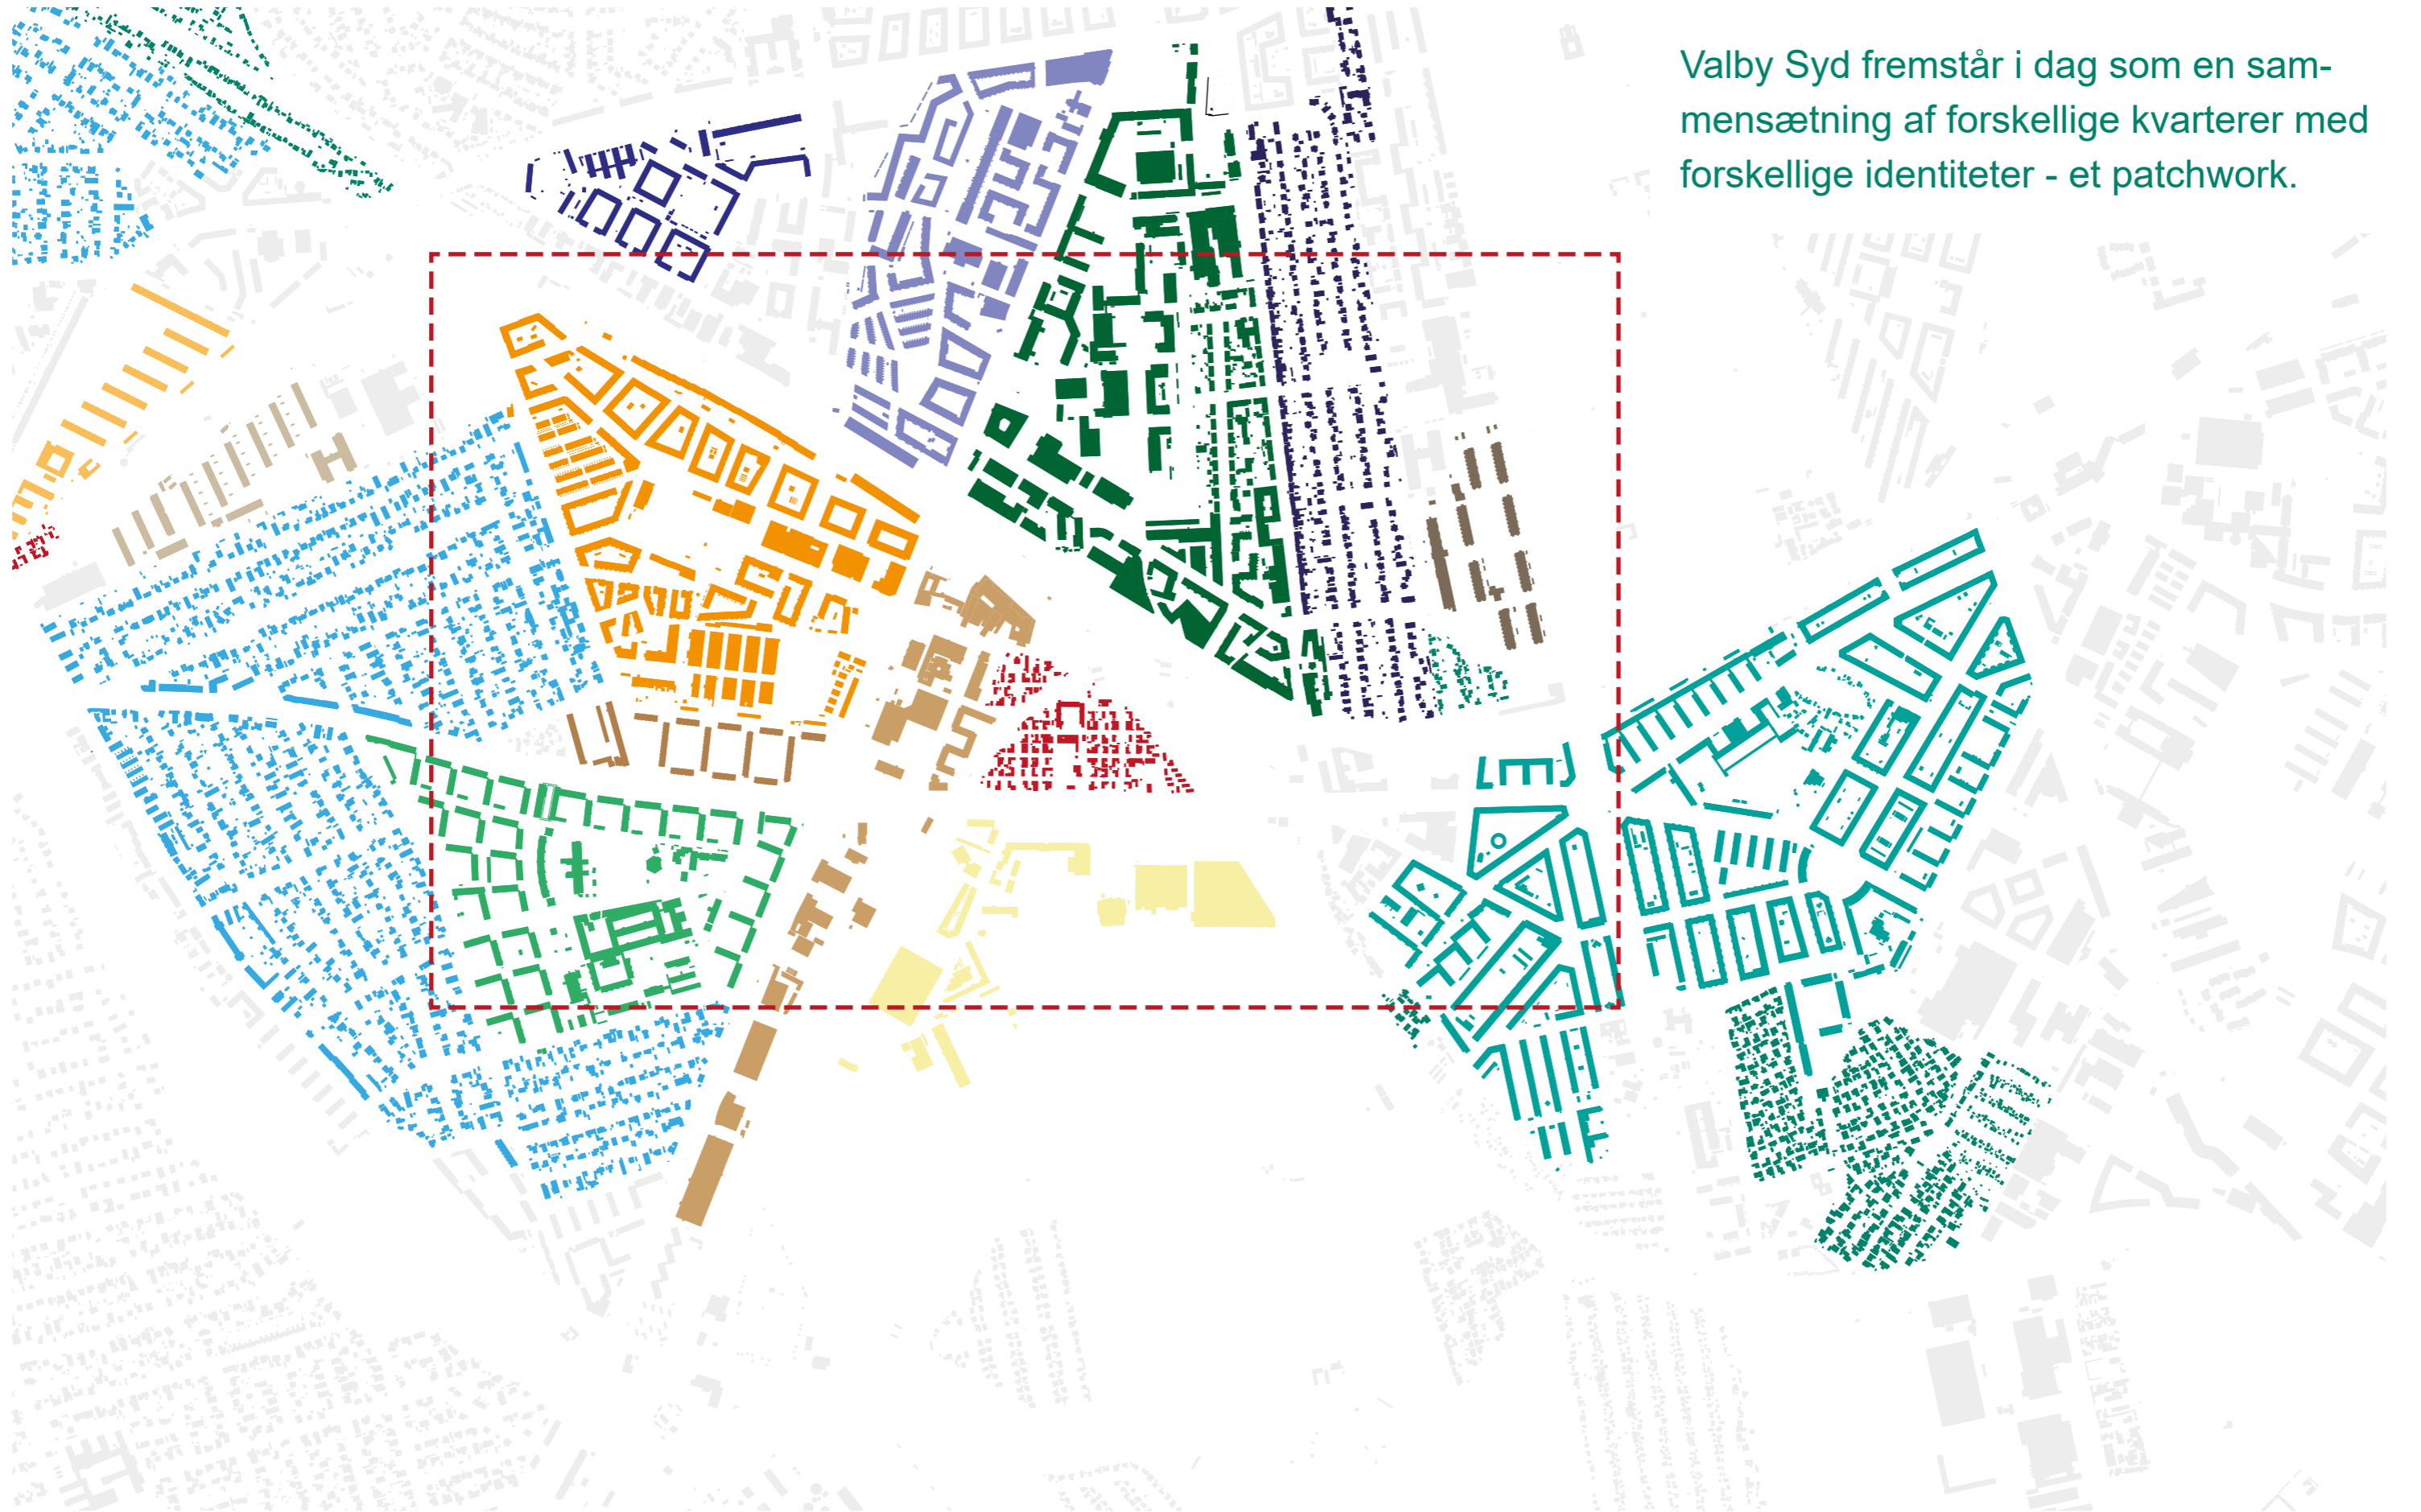 Valby Syd fremstår i dag som en sam-
mensætning af forskellige kvarterer med
forskellige identiteter - et patchwork.